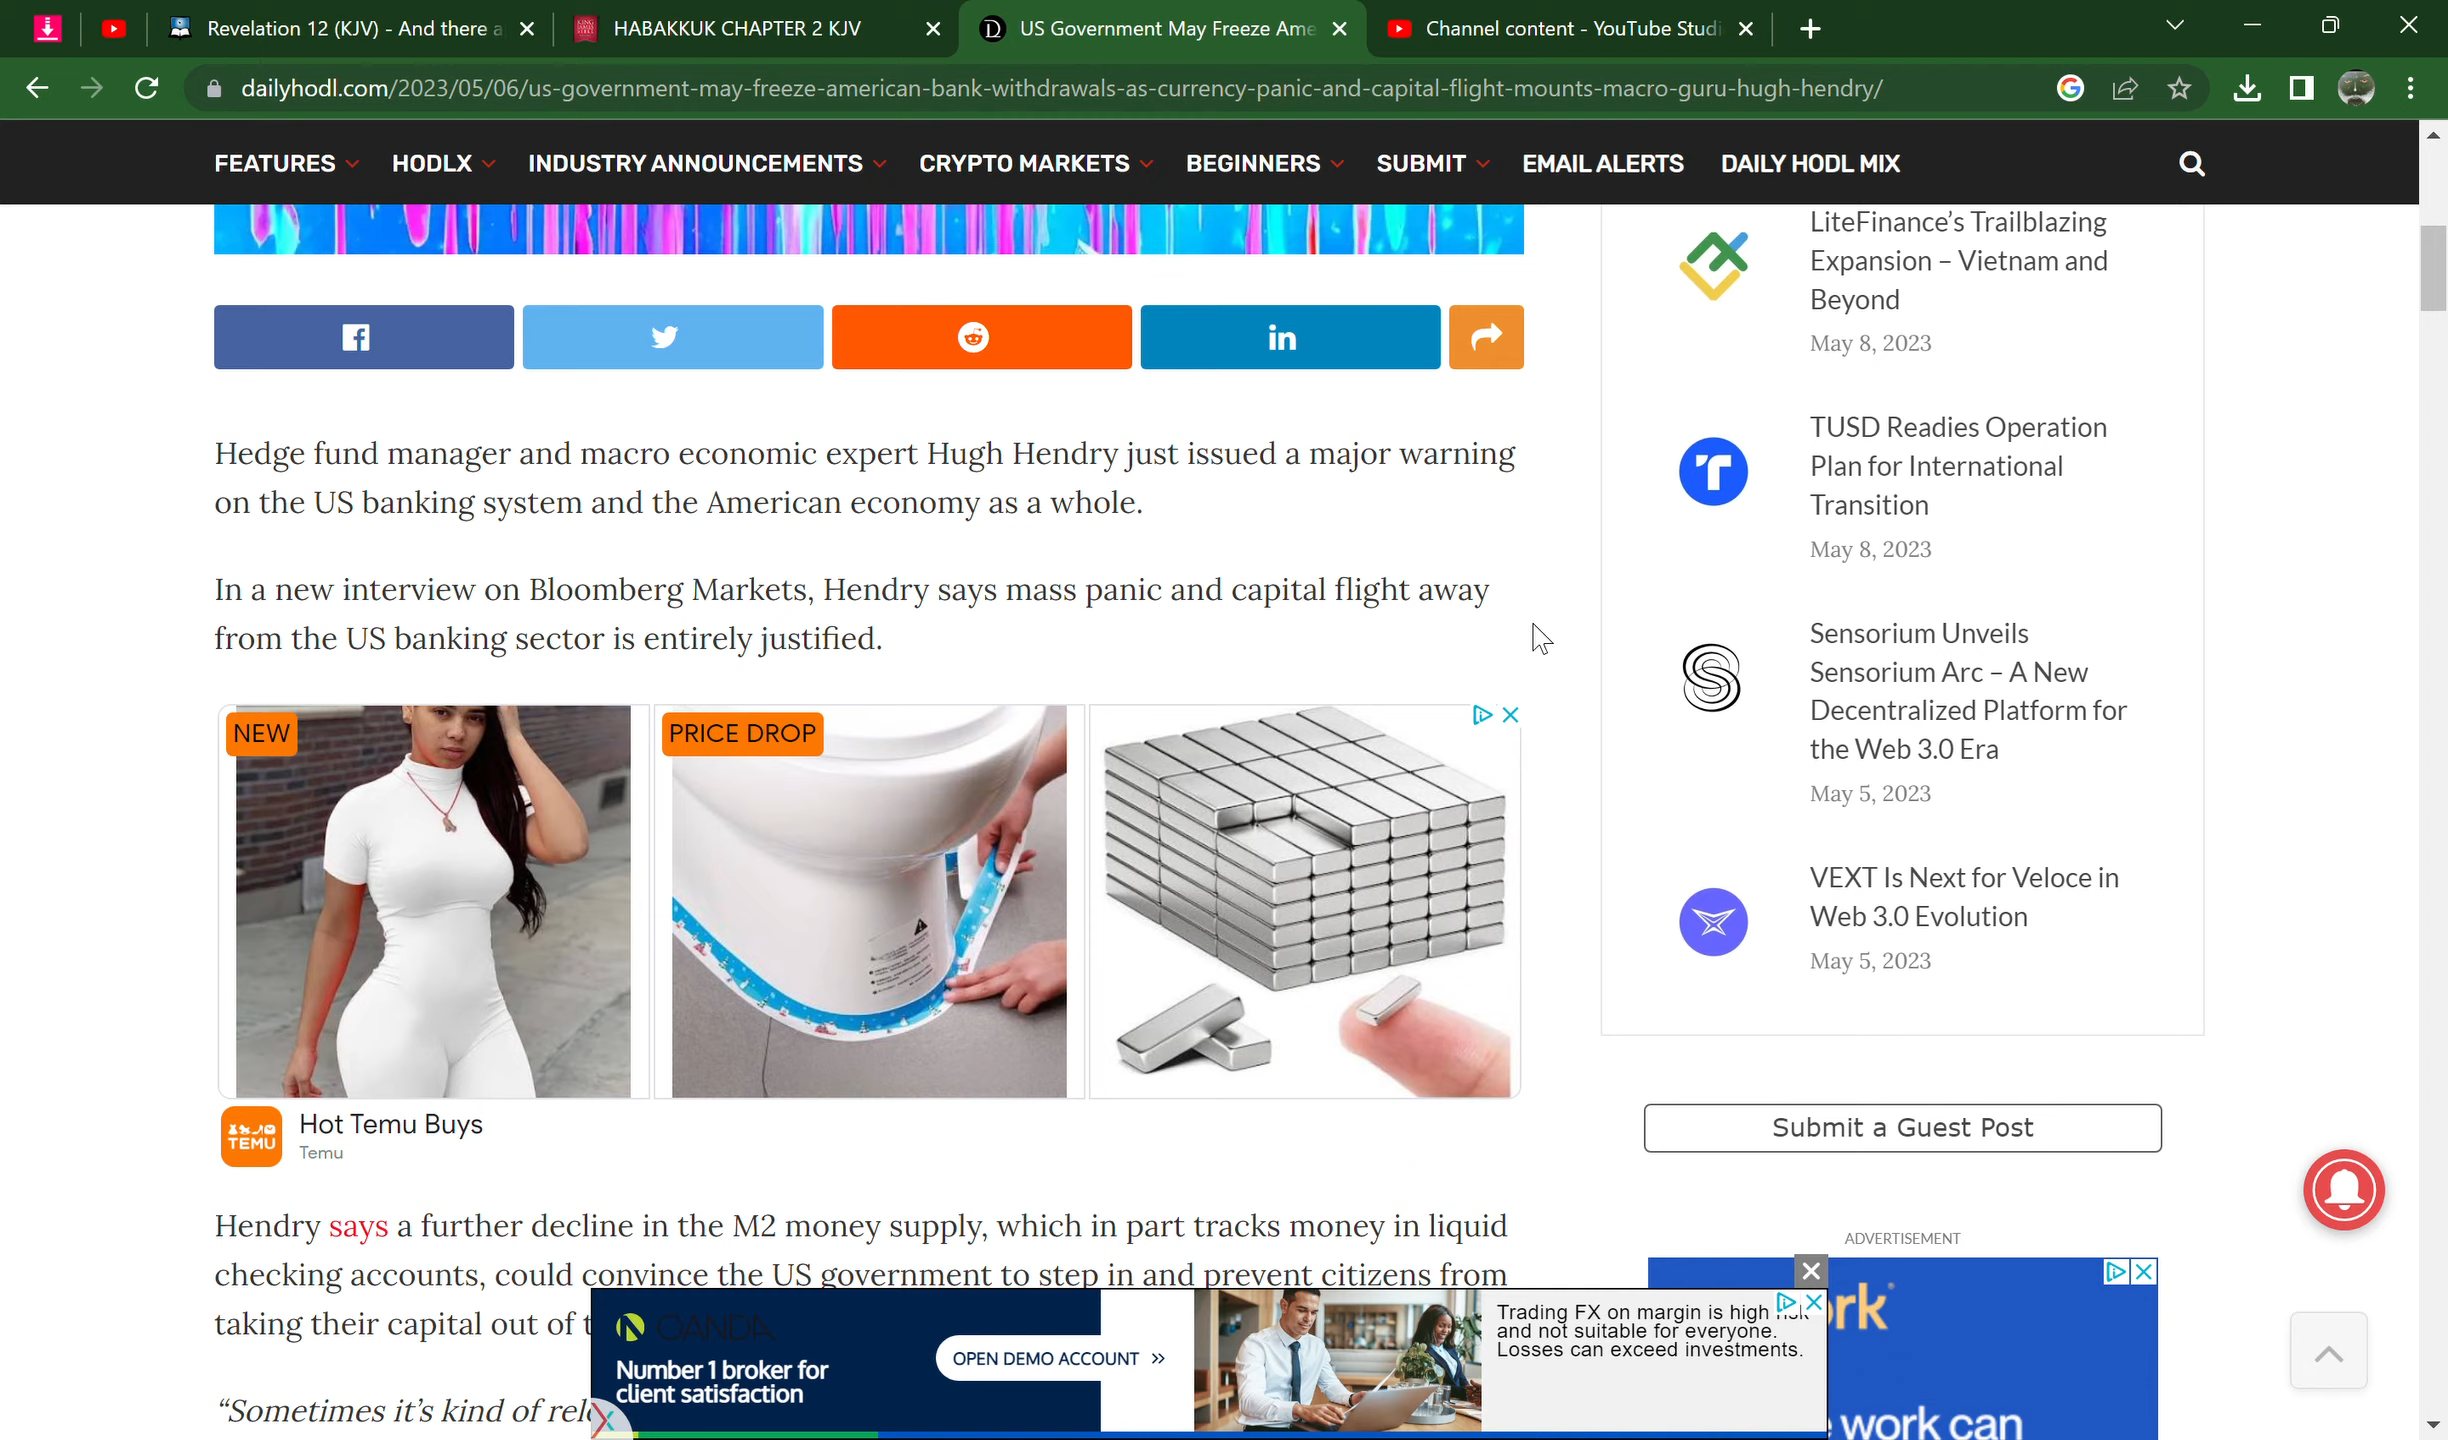 Revelation 12 (KJV) - And there a
HABAKKUK CHAPTER 2 KJV
US Government May Freeze Ame
Channel content - YouTube Studi
dailyhodl.com/2023/05/06/us-government-may-freeze-american-bank-withdrawals-as-currency-panic-and-capital-flight-mounts-macro-guru-hugh-hendry/
FEATURES HODLX INDUSTRY ANNOUNCEMENTS CRYPTO MARKETS BEGINNERS SUBMIT EMAIL ALERTS DAILY HODL MIX
Hedge fund manager and macro economic expert Hugh Hendry just issued a major warning
on the US banking system and the American economy as a whole.
In a new interview on Bloomberg Markets, Hendry says mass panic and capital flight away
from the US banking sector is entirely justified.
NEW
PRICE DROP
TEMU
Hot Temu Buys
Temu
Hendry says a further decline in the M2 money supply, which in part tracks money in liquid
checking accounts, could convince the US government to step in and prevent citizens from
taking their capital out of t
“Sometimes it’s kind of rel
OANDA
Number 1 broker for
client satisfaction
OPEN DEMO ACCOUNT »
Trading FX on margin is high risk
and not suitable for everyone.
Losses can exceed investments.
LiteFinance’s Trailblazing
Expansion – Vietnam and
Beyond
May 8, 2023
TUSD Readies Operation
Plan for International
Transition
May 8, 2023
Sensorium Unveils
Sensorium Arc – A New
Decentralized Platform for
the Web 3.0 Era
May 5, 2023
VEXT Is Next for Veloce in
Web 3.0 Evolution
May 5, 2023
Submit a Guest Post
ADVERTISEMENT
rk
work can